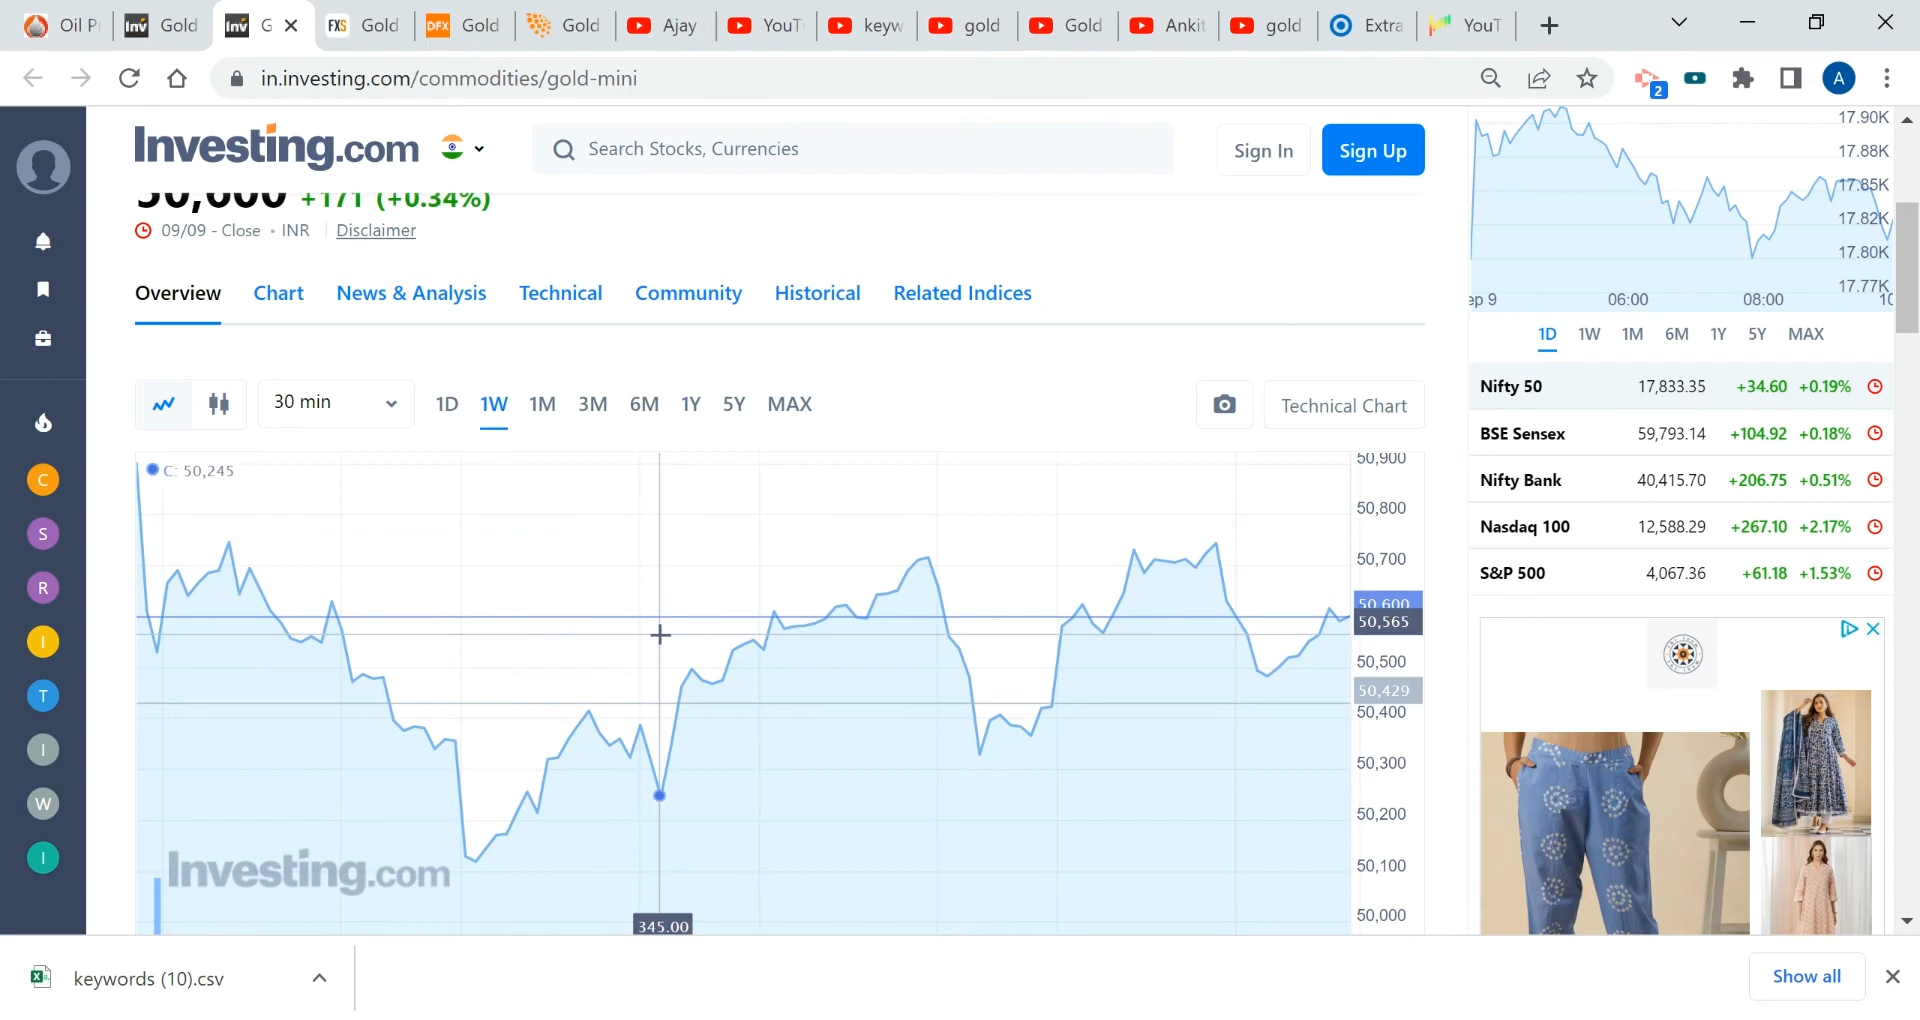 Oil P
Gold
G
Gold
Gold
Gold
Ajay
YouT
keyw
gold
Gold
Ankit
gold
Extra
YouT
in.investing.com/commodities/gold-mini
2
A
Investing.com
Search Stocks, Currencies
Sign In
Sign Up
50,600 +171 (+0.34%)
09/09 - Close • INR
Disclaimer
Overview
Chart
News & Analysis
Technical
Community
Historical
Related Indices
30 min
1D 1W 1M 3M 6M 1Y 5Y MAX
Technical Chart
C: 50,245
50,900
50,800
50,700
50,600
50,565
50,500
50,429
50,400
50,300
50,200
50,100
50,000
345.00
Investing.com
C
S
R
I
T
I
W
I
17.90K
17.88K
17.85K
17.82K
17.80K
17.77K
ep 9 06:00 08:00 10
1D 1W 1M 6M 1Y 5Y MAX
Nifty 50 17,833.35 +34.60 +0.19%
BSE Sensex 59,793.14 +104.92 +0.18%
Nifty Bank 40,415.70 +206.75 +0.51%
Nasdaq 100 12,588.29 +267.10 +2.17%
S&P 500 4,067.36 +61.18 +1.53%
keywords (10).csv
Show all